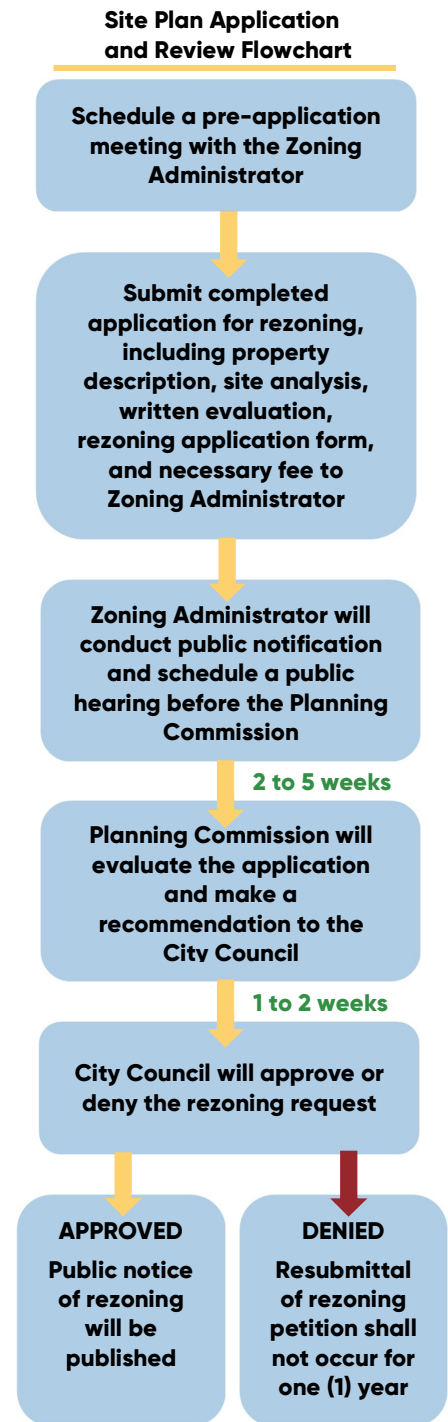 Site Plan Application
and Review Flowchart
Schedule a pre-application
meeting with the Zoning
Administrator
Submit completed
application for rezoning,
including property
description, site analysis,
written evaluation,
rezoning application form,
and necessary fee to
Zoning Administrator
Zoning Administrator will
conduct public notification
and schedule a public
hearing before the Planning
Commission
2 to 5 weeks
Planning Commission will
evaluate the application
and make a
recommendation to the
City Council
1 to 2 weeks
City Council will approve or
deny the rezoning request
APPROVED
Public notice
of rezoning
will be
published
DENIED
Resubmittal
of rezoning
petition shall
not occur for
one (1) year